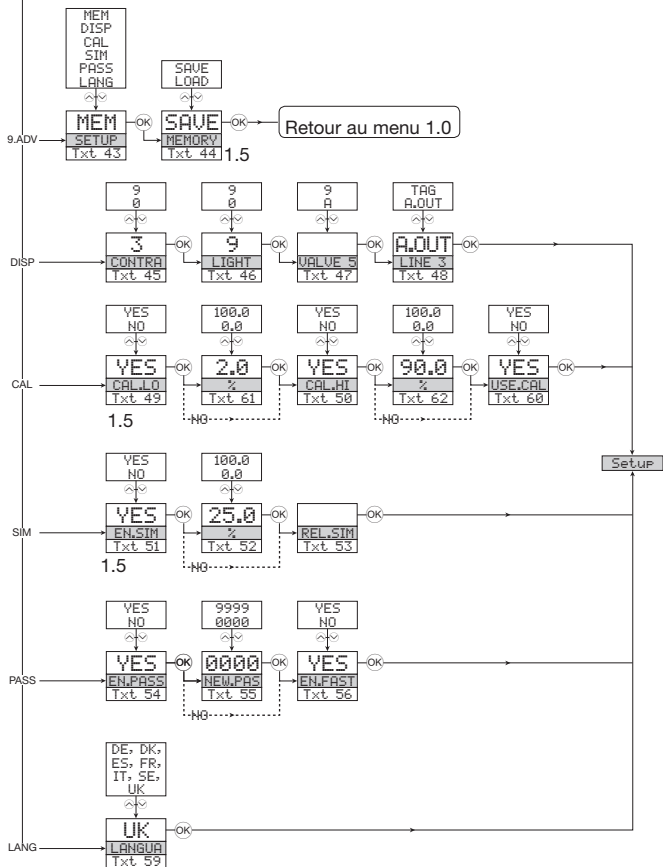 MEM
DISP
CAL
SIM
PASS
LANG
SAVE
LOAD
9.ADV
MEM
SETUP
Txt 43
OK
SAVE
MEMORY
Txt 44
1.5
OK
Retour au menu 1.0
9
0
9
0
9
A
TAG
A.OUT
DISP
3
CONTRA
Txt 45
OK
9
LIGHT
Txt 46
OK
VALVE 5
Txt 47
OK
A.OUT
LINE 3
Txt 48
OK
YES
NO
100.0
0.0
YES
NO
100.0
0.0
YES
NO
CAL
YES
CAL.LO
Txt 49
OK
2.0
%
Txt 61
OK
YES
CAL.HI
Txt 50
OK
90.0
%
Txt 62
OK
YES
USE.CAL
Txt 60
OK
NO
NO
1.5
Setup
YES
NO
100.0
0.0
SIM
YES
EN.SIM
Txt 51
OK
25.0
%
Txt 52
OK
REL.SIM
Txt 53
OK
NO
1.5
YES
NO
9999
0000
YES
NO
PASS
YES
EN.PASS
Txt 54
OK
0000
NEW.PAS
Txt 55
OK
YES
EN.FAST
Txt 56
OK
NO
DE, DK,
ES, FR,
IT, SE,
UK
LANG
UK
LANGUA
Txt 59
OK